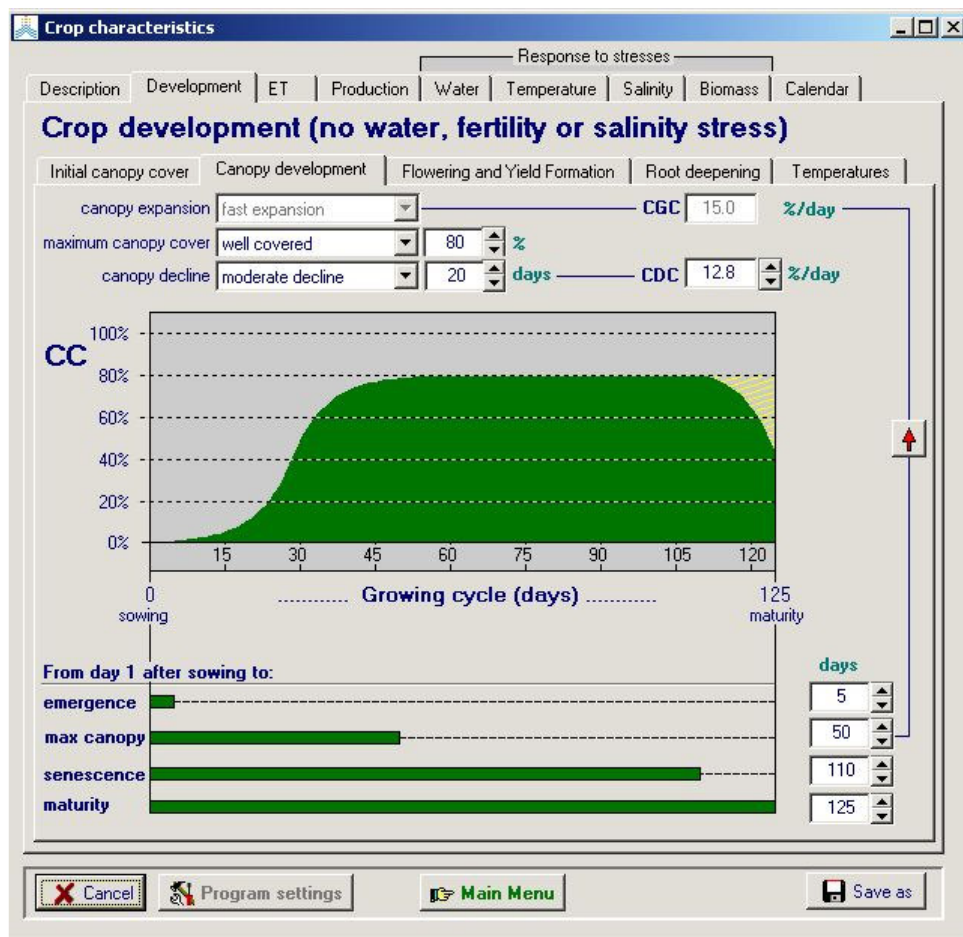 Crop characteristics
Response to stresses
Description Development ET Production Water Temperature Salinity Biomass Calendar
Crop development (no water, fertility or salinity stress)
Initial canopy cover Canopy development Flowering and Yield Formation Root deepening Temperatures
canopy expansion fast expansion CGC 15.0 %/day
maximum canopy cover well covered 80 %
canopy decline moderate decline 20 days CDC 12.8 %/day
CC
100%
80%
60%
40%
20%
0%
15 30 45 60 75 90 105 120
0 ........... Growing cycle (days) ........... 125
sowing maturity
From day 1 after sowing to: days
emergence 5
max canopy 50
senescence 110
maturity 125
Cancel Program settings Main Menu Save as